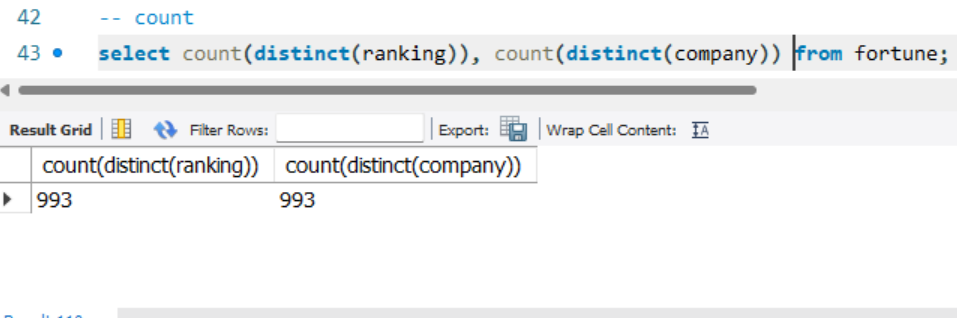 42 -- count
43 select count(distinct(ranking)), count(distinct(company)) from fortune;
Result Grid Filter Rows: Export: Wrap Cell Content:
count(distinct(ranking)) count(distinct(company))
993 993